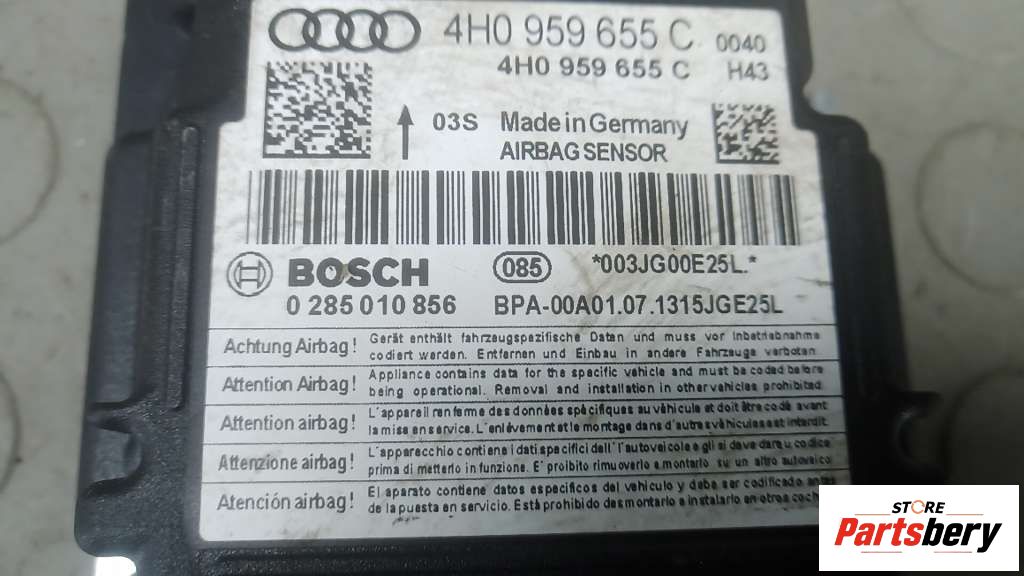 4H0 959 655 C 0040
4H0 959 655 C H43
03S Made in Germany
AIRBAG SENSOR
BOSCH 085 *003JG00E25L.*
0 285 010 856 BPA-00A01.07.1315JGE25L
Achtung Airbag! Gerät enthält fahrzeugspezifische Daten und muss vor Inbetriebnahme
codiert werden. Entfernen und Einbau in andere Fahrzeuge verboten.
Attention Airbag! Appliance contains data for the specific vehicle and must be coded before
being operational. Removal and installation in other vehicles prohibited.
Attention airbag! L'appareil renferme des données spécifiques au véhicule et doit être codé avant
la mise en service. L'enlèvement et le montage dans d'autres véhicules est interdit.
Attenzione airbag! L'apparecchio contiene i dati specifici dell'autoveicolo e gli si deve dare u codice
prima di metterlo in funzione. E' proibito rimuoverlo a montarlo su un altro autoveico
Atención airbag! El aparato contiene datos específicos del vehículo y debe ser codificado antes
de la puesta en servicio. Está prohibido desmontarlo e instalarlo en otros coch
STORE
Partsbery